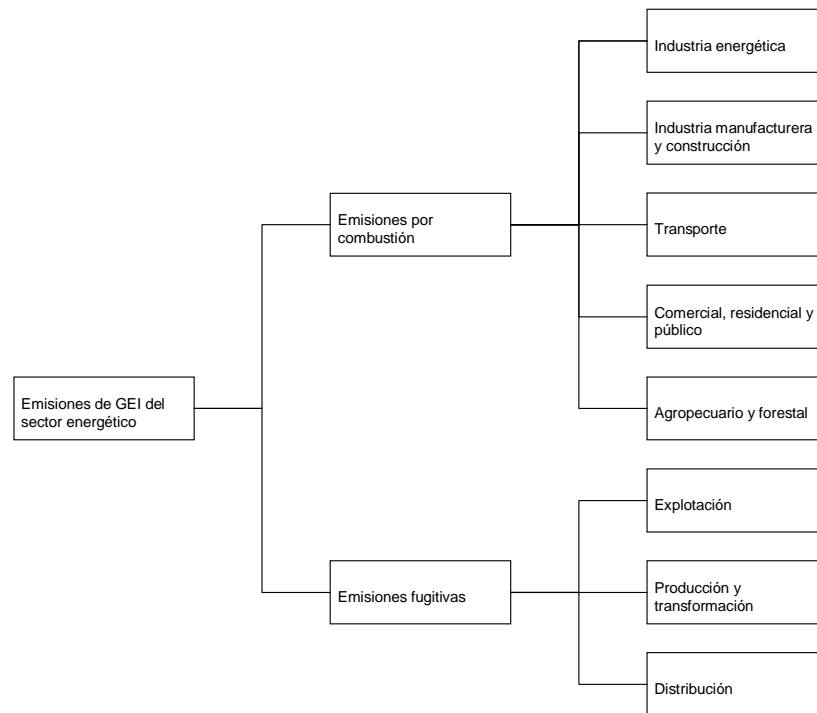 Emisiones de GEI del
sector energético
Emisiones por
combustión
Industria energética
Industria manufacturera
y construcción
Transporte
Comercial, residencial y
público
Agropecuario y forestal
Emisiones fugitivas
Explotación
Producción y
transformación
Distribución